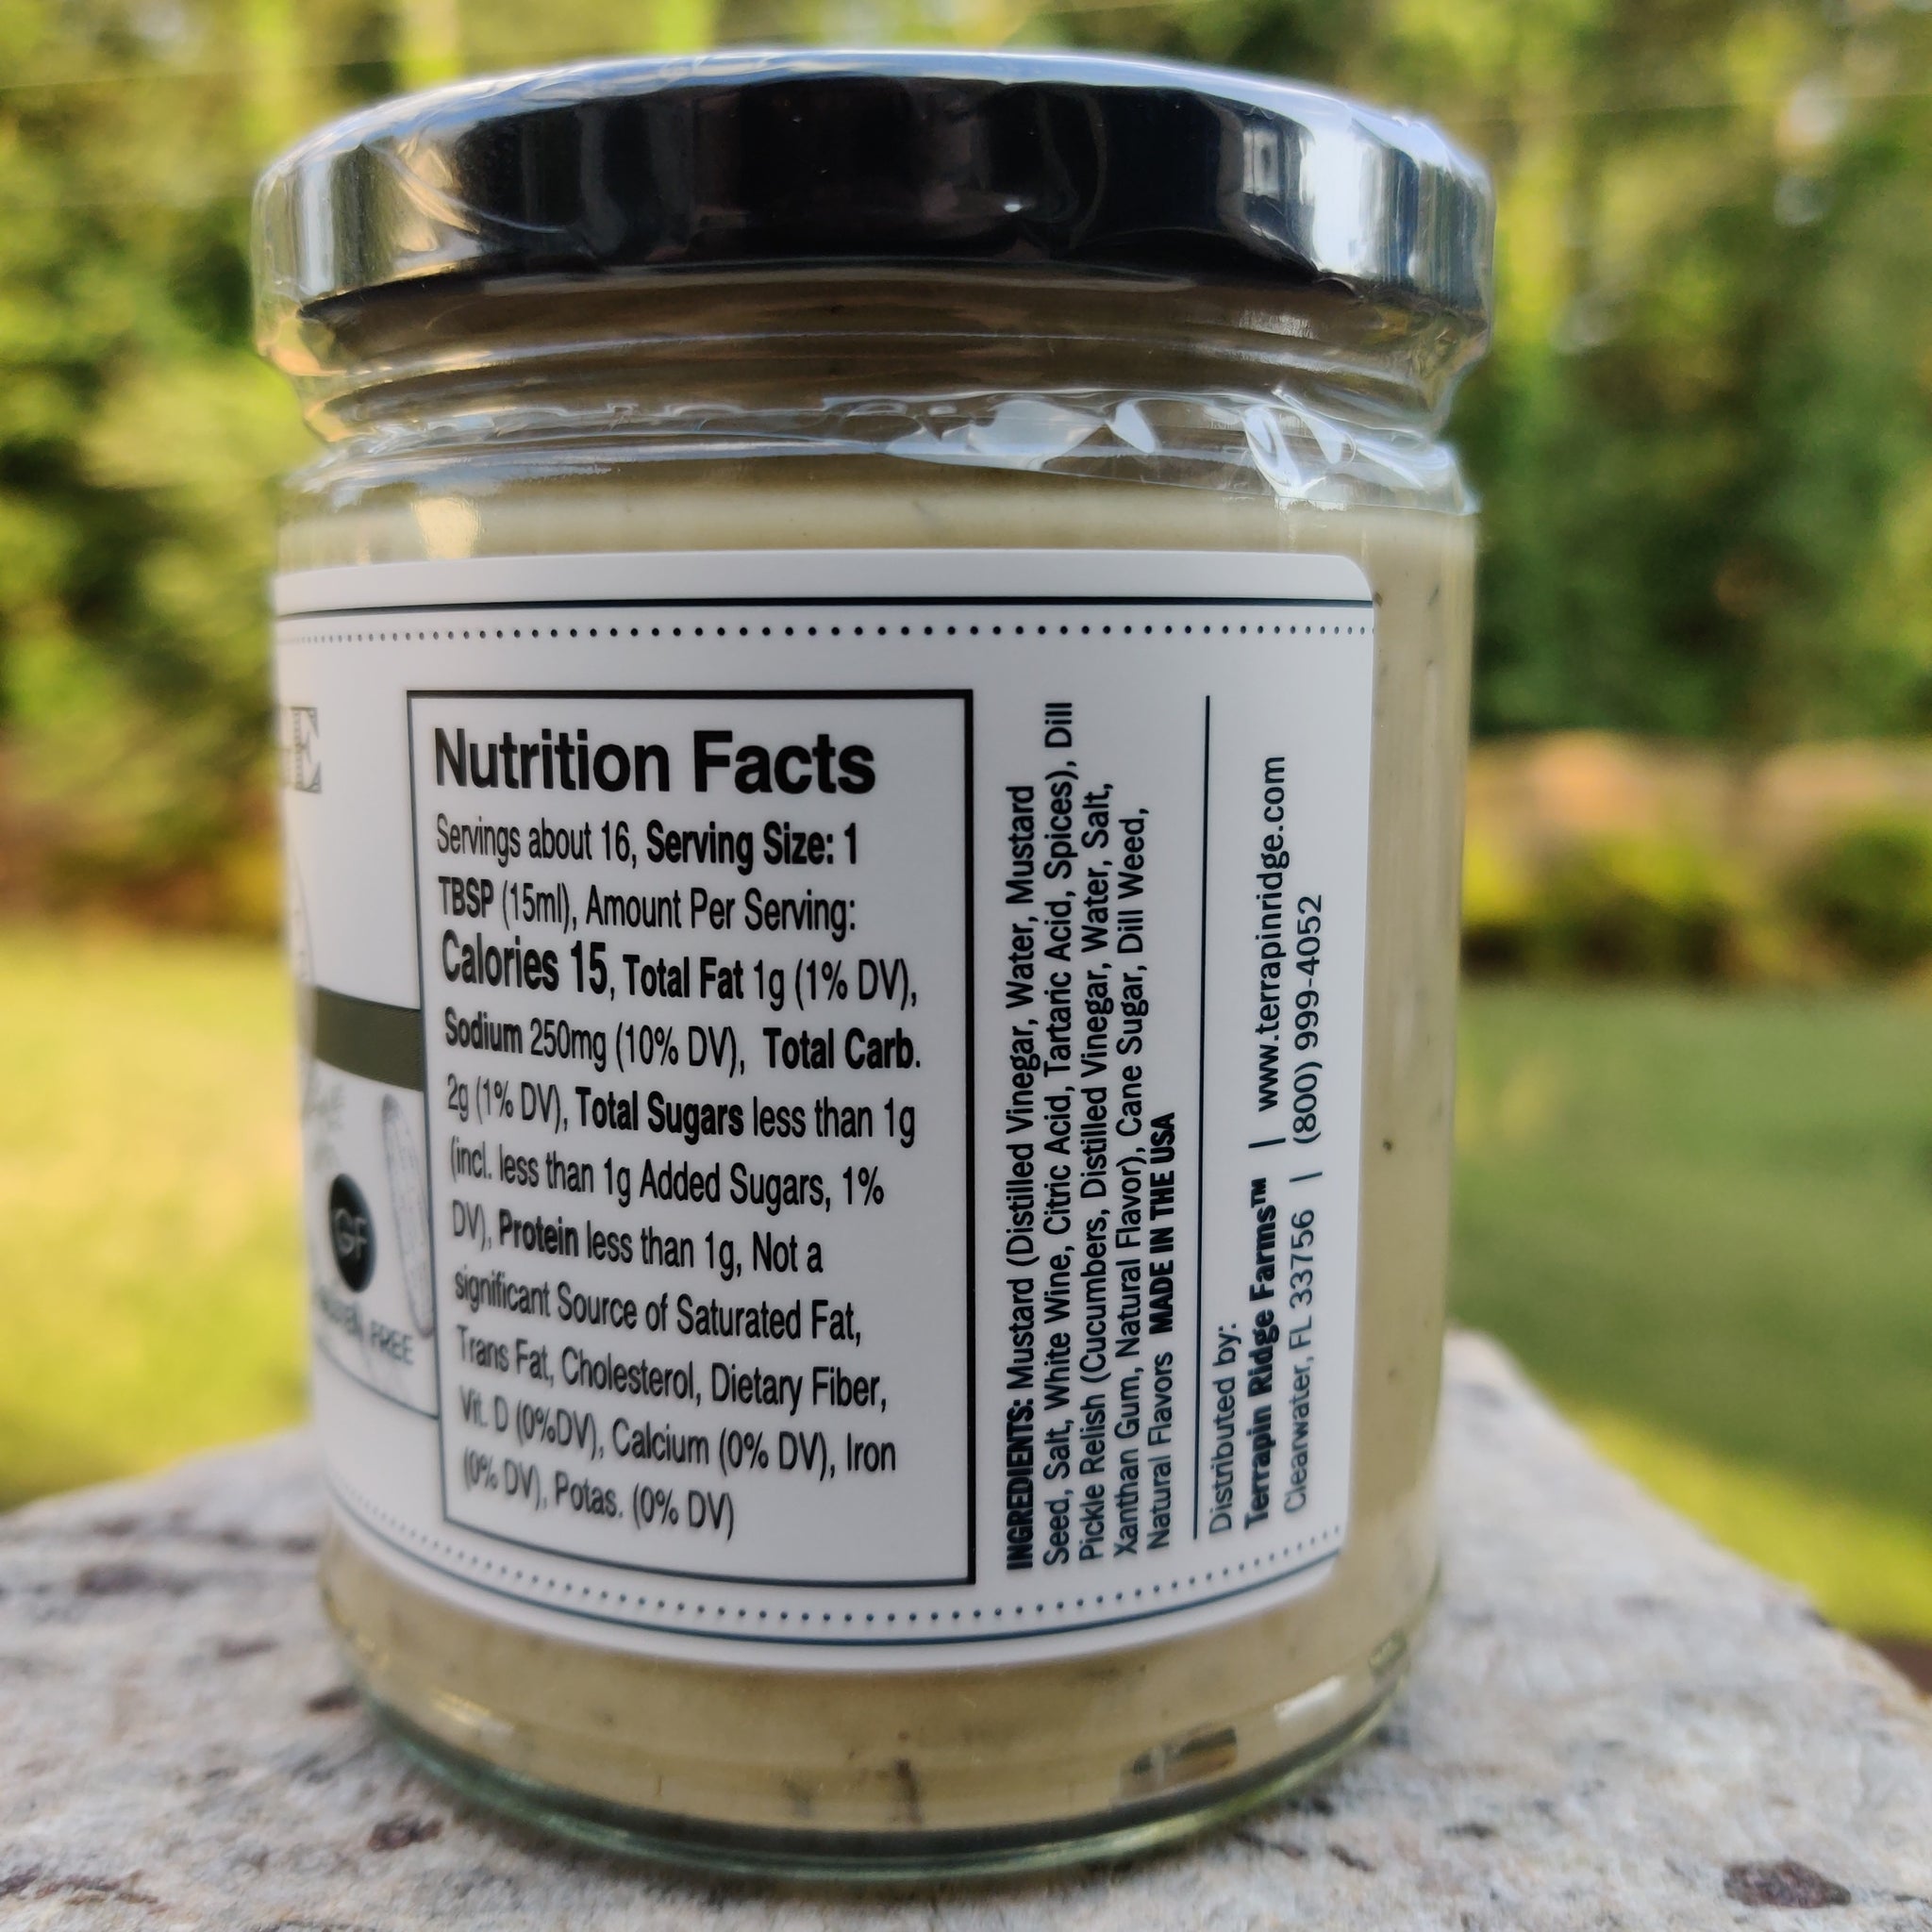 E
GF
GLUTEN FREE
Nutrition Facts
Servings about 16, Serving Size: 1
TBSP (15ml), Amount Per Serving:
Calories 15, Total Fat 1g (1% DV),
Sodium 250mg (10% DV), Total Carb.
2g (1% DV), Total Sugars less than 1g
(incl. less than 1g Added Sugars, 1%
DV), Protein less than 1g, Not a
significant Source of Saturated Fat,
Trans Fat, Cholesterol, Dietary Fiber,
Vit. D (0%DV), Calcium (0% DV), Iron
(0% DV), Potas. (0% DV)
INGREDIENTS: Mustard (Distilled Vinegar, Water, Mustard
Seed, Salt, White Wine, Citric Acid, Tartaric Acid, Spices), Dill
Pickle Relish (Cucumbers, Distilled Vinegar, Water, Salt,
Xanthan Gum, Natural Flavor), Cane Sugar, Dill Weed,
Natural Flavors MADE IN THE USA
Distributed by:
Terrapin Ridge Farms™ | www.terrapinridge.com
Clearwater, FL 33756 | (800) 999-4052